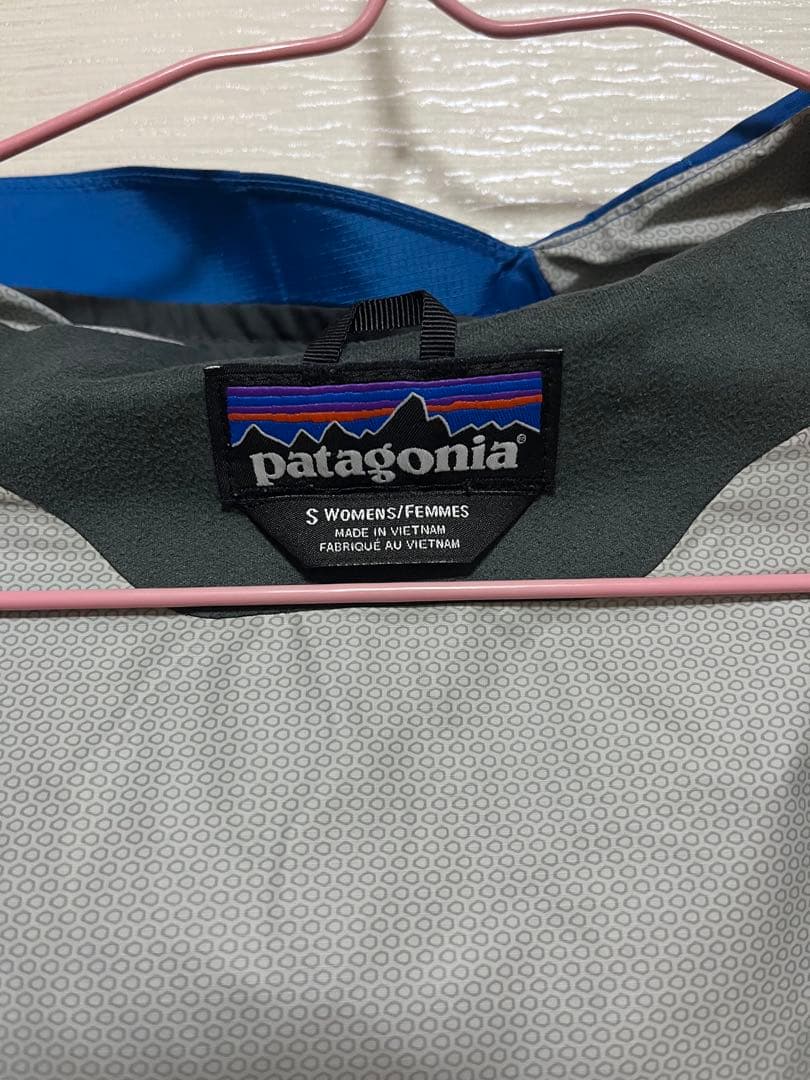 patagonia®
S WOMENS/FEMMES
MADE IN VIETNAM
FABRIQUÉ AU VIETNAM